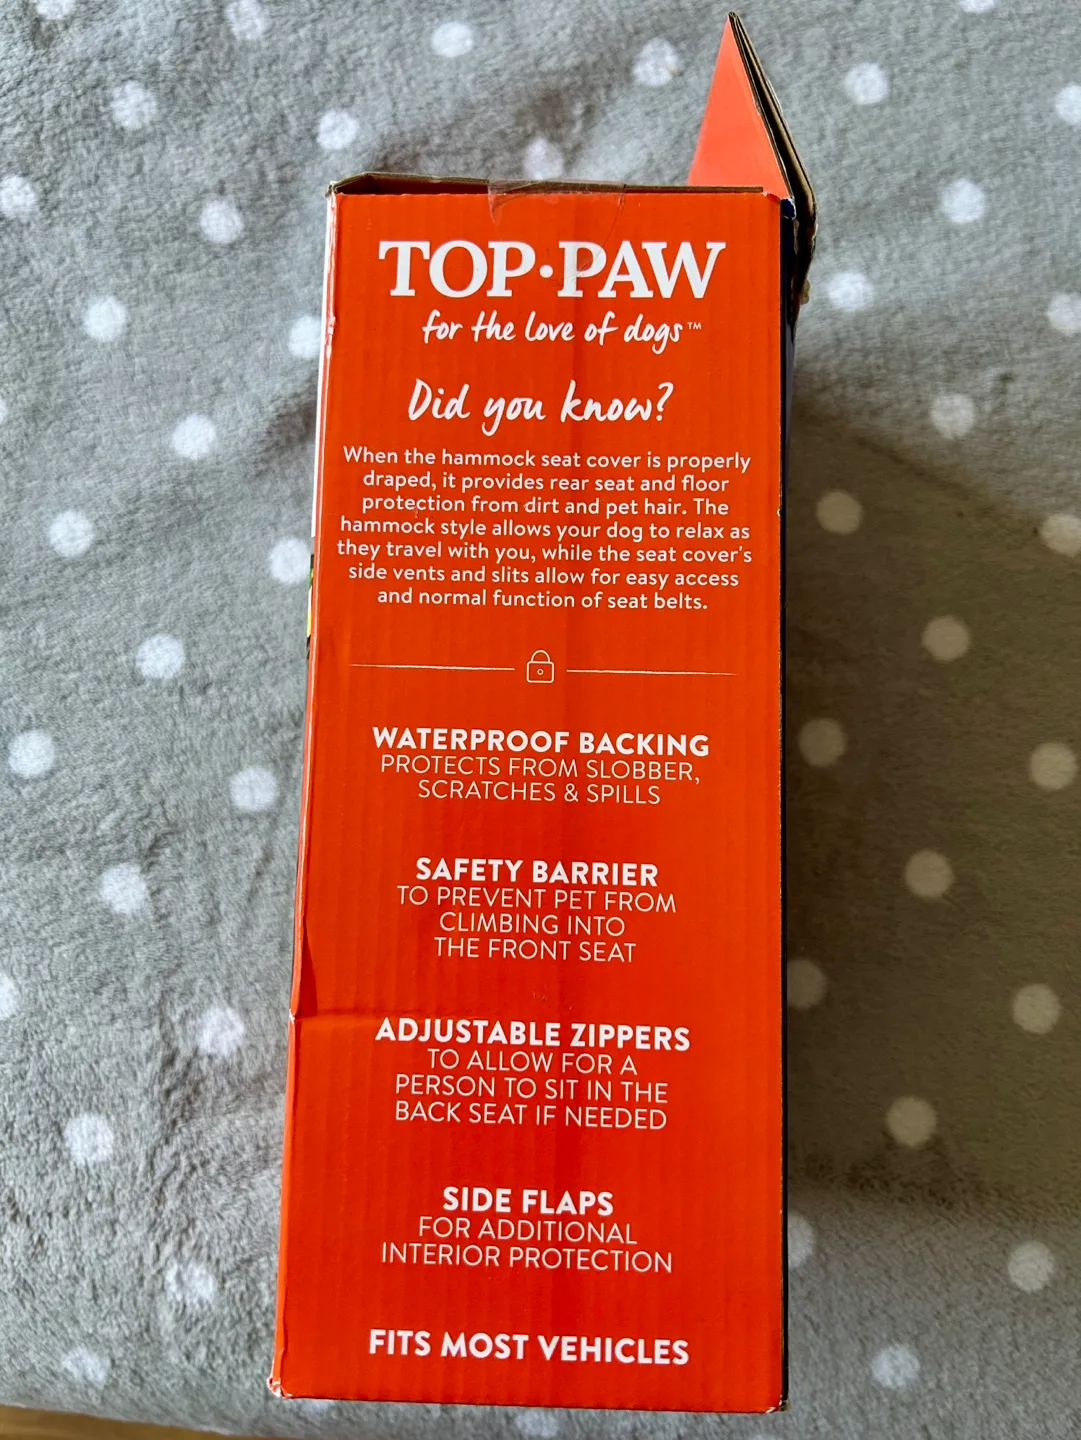 TOP·PAW
for the love of dogs™
Did you know?
When the hammock seat cover is properly
draped, it provides rear seat and floor
protection from dirt and pet hair. The
hammock style allows your dog to relax as
they travel with you, while the seat cover's
side vents and slits allow for easy access
and normal function of seat belts.
WATERPROOF BACKING
PROTECTS FROM SLOBBER,
SCRATCHES & SPILLS
SAFETY BARRIER
TO PREVENT PET FROM
CLIMBING INTO
THE FRONT SEAT
ADJUSTABLE ZIPPERS
TO ALLOW FOR A
PERSON TO SIT IN THE
BACK SEAT IF NEEDED
SIDE FLAPS
FOR ADDITIONAL
INTERIOR PROTECTION
FITS MOST VEHICLES